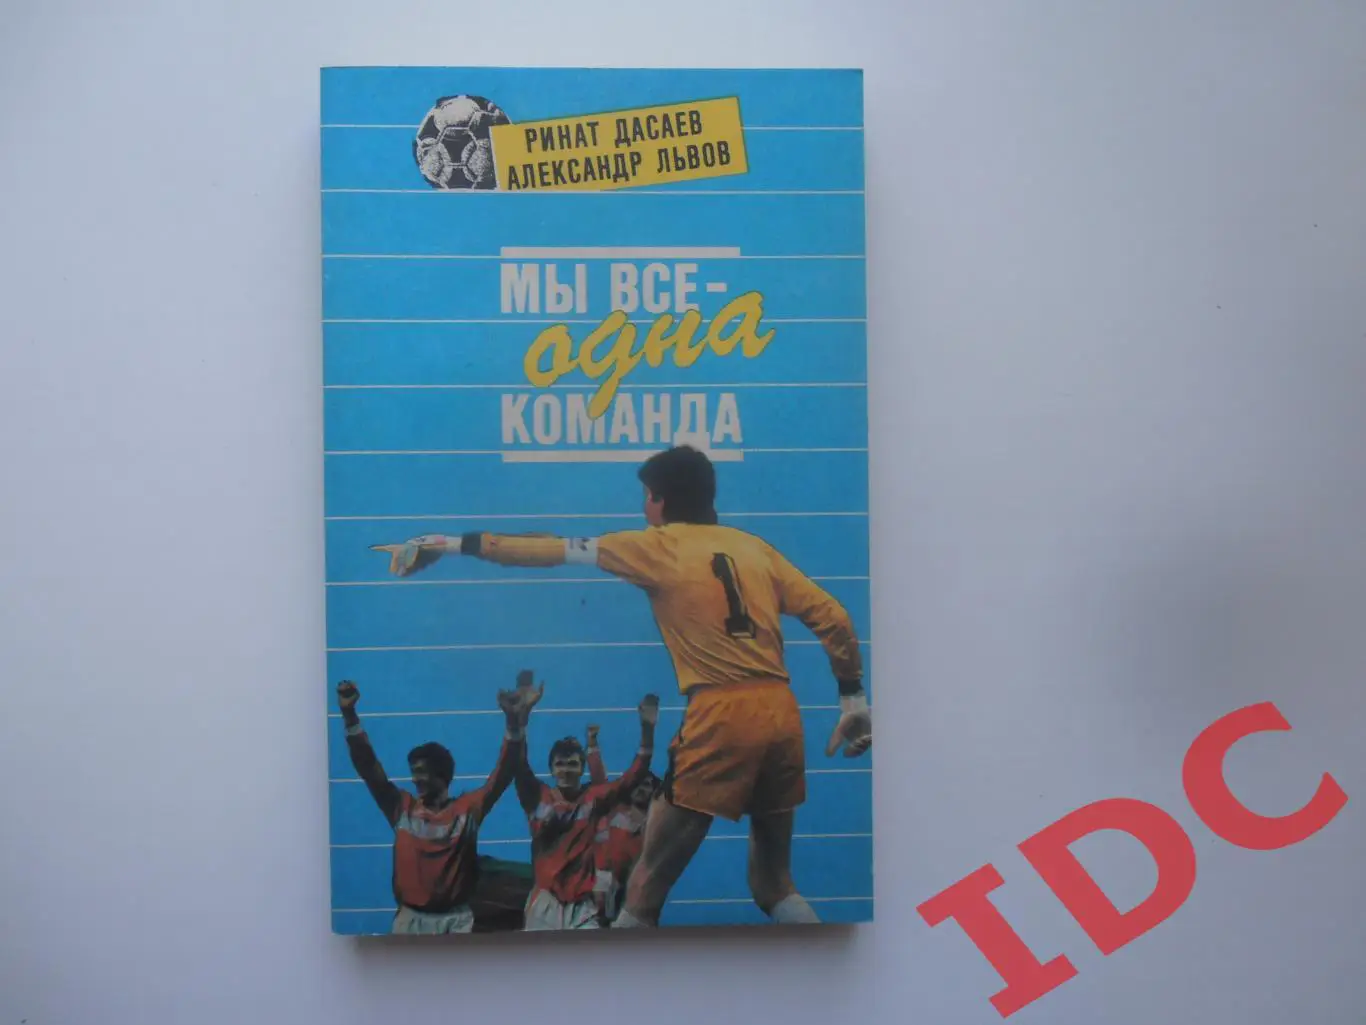 РИНАТ ДАСАЕВ
АЛЕКСАНДР ЛЬВОВ
МЫ ВСЕ-
одна
КОМАНДА
1
IDC